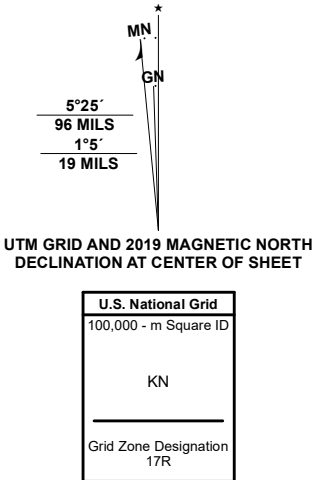 ★
MN
GN
5°25´
96 MILS
1°5´
19 MILS
UTM GRID AND 2019 MAGNETIC NORTH
DECLINATION AT CENTER OF SHEET
U.S. National Grid
100,000 - m Square ID
KN
Grid Zone Designation
17R